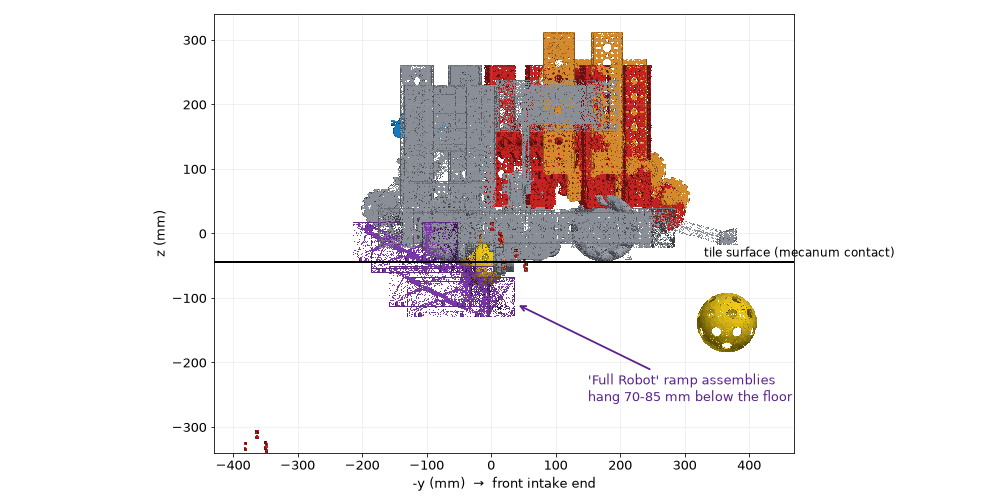 300
200
100
0
−100
−200
−300
z (mm)
tile surface (mecanum contact)
'Full Robot' ramp assemblies
hang 70-85 mm below the floor
−400 −300 −200 −100 0 100 200 300 400
-y (mm) → front intake end